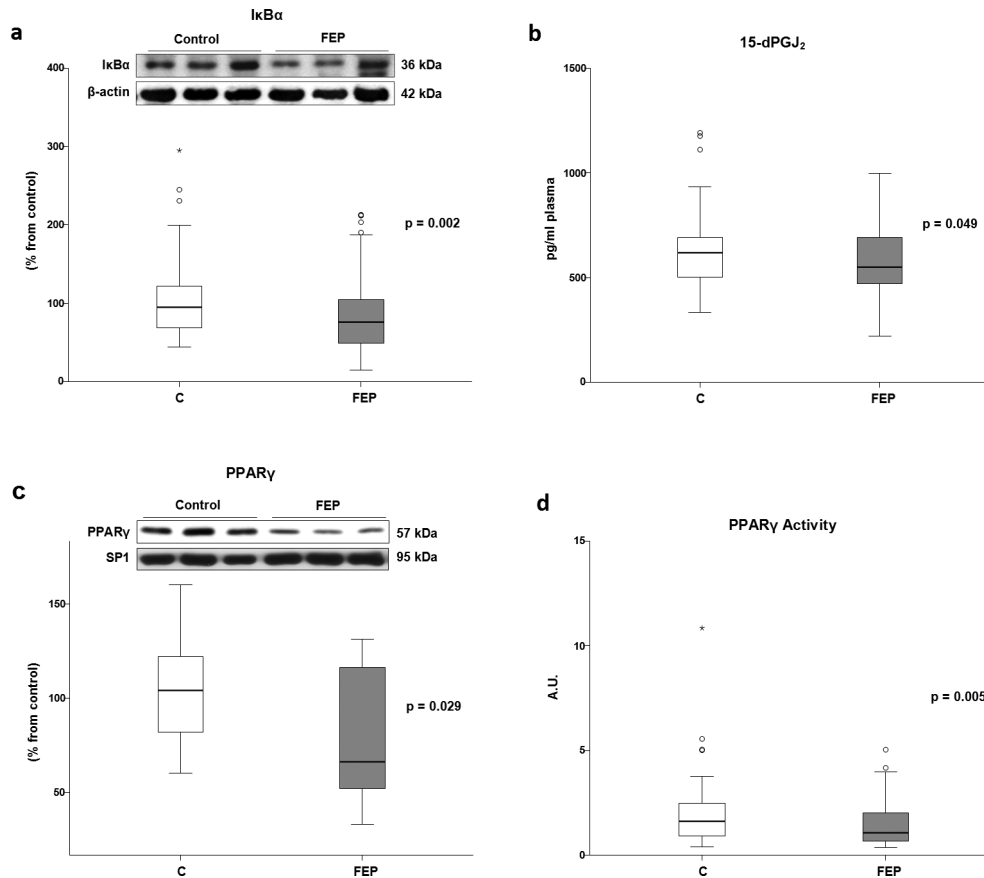 a
IκBα
Control FEP
IκBα 36 kDa
β-actin 42 kDa
400
300
200
100
0
(% from control)
*
p = 0.002
C FEP
b
15-dPGJ₂
1500
1000
500
0
pg/ml plasma
p = 0.049
C FEP
c
PPARγ
Control FEP
PPARγ 57 kDa
SP1 95 kDa
150
100
50
(% from control)
p = 0.029
C FEP
d
PPARγ Activity
15
10
5
0
A.U.
*
p = 0.005
C FEP